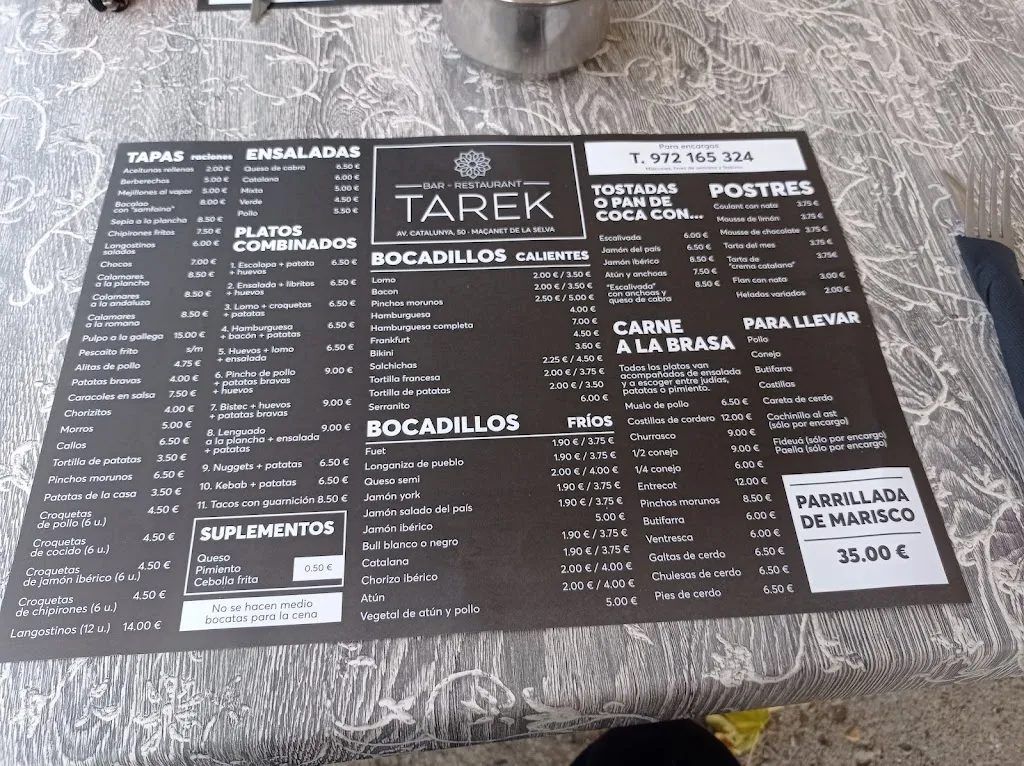 TAPAS raciones
Aceitunas rellenas 2.00 €
Berberechos 5.00 €
Mejillones al vapor 5.00 €
Bacalao 8.00 €
con "samfaina"
Sepia a la plancha 8.50 €
Chipirones fritos 7.50 €
Langostinos 6.00 €
salados
Chocos 7.00 €
Calamares 8.50 €
a la plancha
Calamares 8.50 €
a la andaluza
Calamares 8.50 €
a la romana
Pulpo a la gallega 15.00 €
Pescaito frito s/m
Alitas de pollo 4.75 €
Patatas bravas 4.00 €
Caracoles en salsa 7.50 €
Chorizitos 4.00 €
Morros 5.00 €
Callos 6.50 €
Tortilla de patatas 3.50 €
Pinchos morunos 6.50 €
Patatas de la casa 3.50 €
Croquetas 4.50 €
de pollo (6 u.)
Croquetas 4.50 €
de cocido (6 u.)
Croquetas 4.50 €
de jamón ibérico (6 u.)
Croquetas 4.50 €
de chipirones (6 u.)
Langostinos (12 u.) 14.00 €
ENSALADAS
Queso de cabra 6.50 €
Catalana 6.00 €
Mixta 5.00 €
Verde 4.50 €
Pollo 5.50 €
PLATOS
COMBINADOS
1. Escalopa + patata 6.50 €
+ huevos
2. Ensalada + libritos 6.50 €
+ huevos
3. Lomo + croquetas 6.50 €
+ patatas
4. Hamburguesa 6.50 €
+ bacón + patatas
5. Huevos + lomo 6.50 €
+ ensalada
6. Pincho de pollo 9.00 €
+ patatas bravas
+ huevos
7. Bistec + huevos 9.00 €
+ patatas bravas
8. Lenguado 9.00 €
a la plancha + ensalada
+ patatas
9. Nuggets + patatas 6.50 €
10. Kebab + patatas 6.50 €
11. Tacos con guarnición 8.50 €
SUPLEMENTOS
Queso
Pimiento 0.50 €
Cebolla frita
No se hacen medio
bocatas para la cena
BAR - RESTAURANT
TAREK
AV. CATALUNYA, 50 - MAÇANET DE LA SELVA
BOCADILLOS CALIENTES
Lomo 2.00 € / 3.50 €
Bacon 2.00 € / 3.50 €
Pinchos morunos 2.50 € / 5.00 €
Hamburguesa 4.00 €
Hamburguesa completa 7.00 €
Frankfurt 4.50 €
Bikini 3.50 €
Salchichas 2.25 € / 4.50 €
Tortilla francesa 2.00 € / 3.75 €
Tortilla de patatas 2.00 € / 3.50
Serranito 6.00 €
BOCADILLOS FRÍOS
Fuet 1.90 € / 3.75 €
Longaniza de pueblo 1.90 € / 3.75 €
Queso semi 2.00 € / 4.00 €
Jamón york 1.90 € / 3.75 €
Jamón salado del país 1.90 € / 3.75 €
Jamón ibérico 5.00 €
Bull blanco o negro 1.90 € / 3.75 €
Catalana 1.90 € / 3.75 €
Chorizo ibérico 2.00 € / 4.00 €
Atún 2.00 € / 4.00 €
Vegetal de atún y pollo 5.00 €
Para encargos
T. 972 165 324
TOSTADAS
O PAN DE
COCA CON...
Escalivada 6.00 €
Jamón del país 6.50 €
Jamón ibérico 8.50 €
Atún y anchoas 7.50 €
"Escalivada" 8.50 €
con anchoas y
queso de cabra
POSTRES
Coulant con nata 3.75 €
Mousse de limón 3.75 €
Mousse de chocolate 3.75 €
Tarta del mes 3.75 €
Tarta de 3.75€
"crema catalana"
Flan con nata 3.00 €
Helados variados 2.00 €
CARNE
A LA BRASA
Todos los platos van
acompañados de ensalada
y a escoger entre judías,
patatas o pimiento.
Muslo de pollo 6.50 €
Costillas de cordero 12.00 €
Churrasco 9.00 €
1/2 conejo 9.00 €
1/4 conejo 6.00 €
Entrecot 12.00 €
Pinchos morunos 8.50 €
Butifarra 6.00 €
Ventresca 6.00 €
Galtas de cerdo 6.50 €
Chulesas de cerdo 6.50 €
Pies de cerdo 6.50 €
PARA LLEVAR
Pollo
Conejo
Butifarra
Costillas
Careta de cerdo
Cochinillo al ast
(sólo por encargo)
Fideuá (sólo por encargo)
Paella (sólo por encargo)
PARRILLADA
DE MARISCO
35.00 €